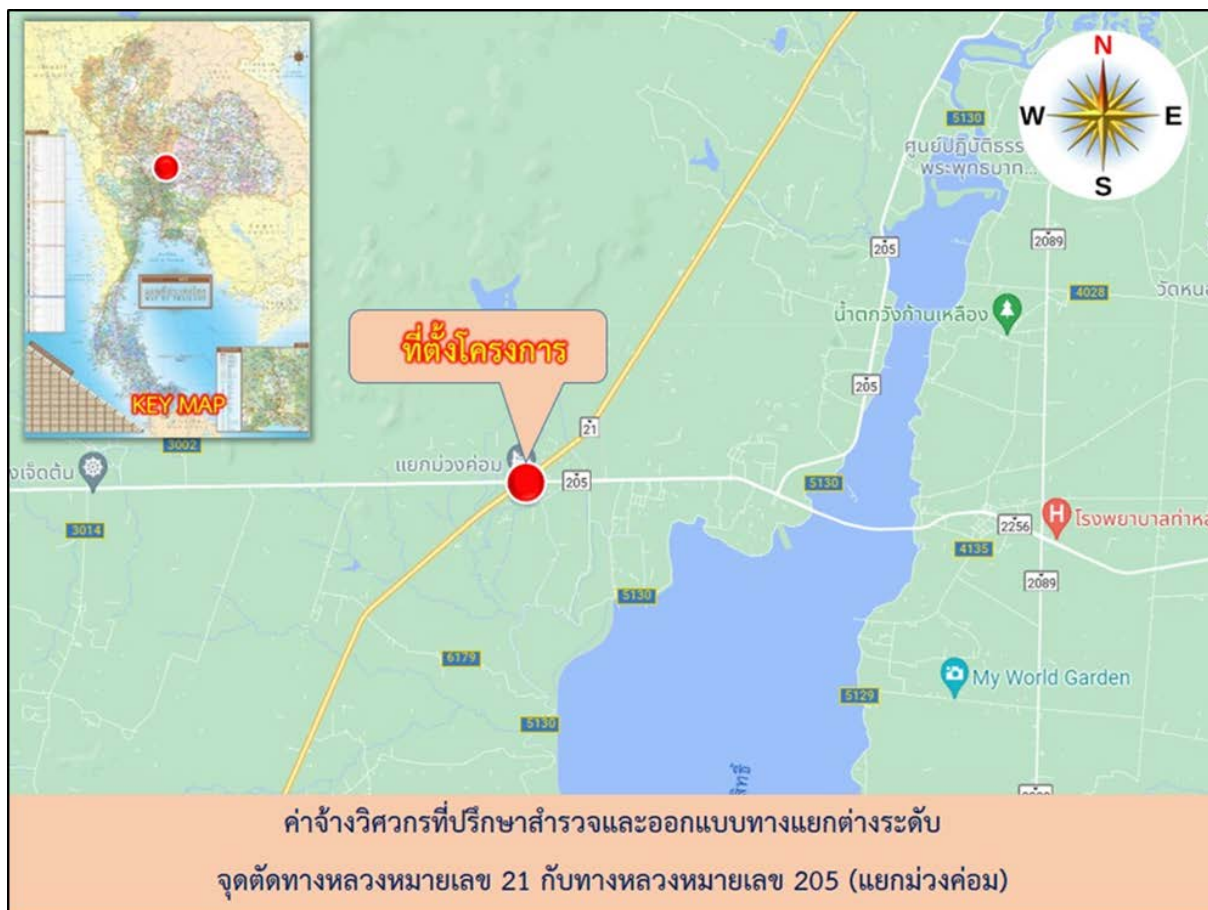 KEY MAP
N
W
E
S
5130
ศูนย์ปฏิบัติธรร
พระพุทธบาท...
205
2089
4028
วัดหน
น้ำตกวังก้านเหลือง
ที่ตั้งโครงการ
205
21
3002
งเจ็ดต้น
แยกม่วงค่อม
205
5130
3014
2256
โรงพยาบาลท่าหล
4135
2089
5130
6179
My World Garden
5129
5130
ค่าจ้างวิศวกรที่ปรึกษาสำรวจและออกแบบทางแยกต่างระดับ
จุดตัดทางหลวงหมายเลข 21 กับทางหลวงหมายเลข 205 (แยกม่วงค่อม)